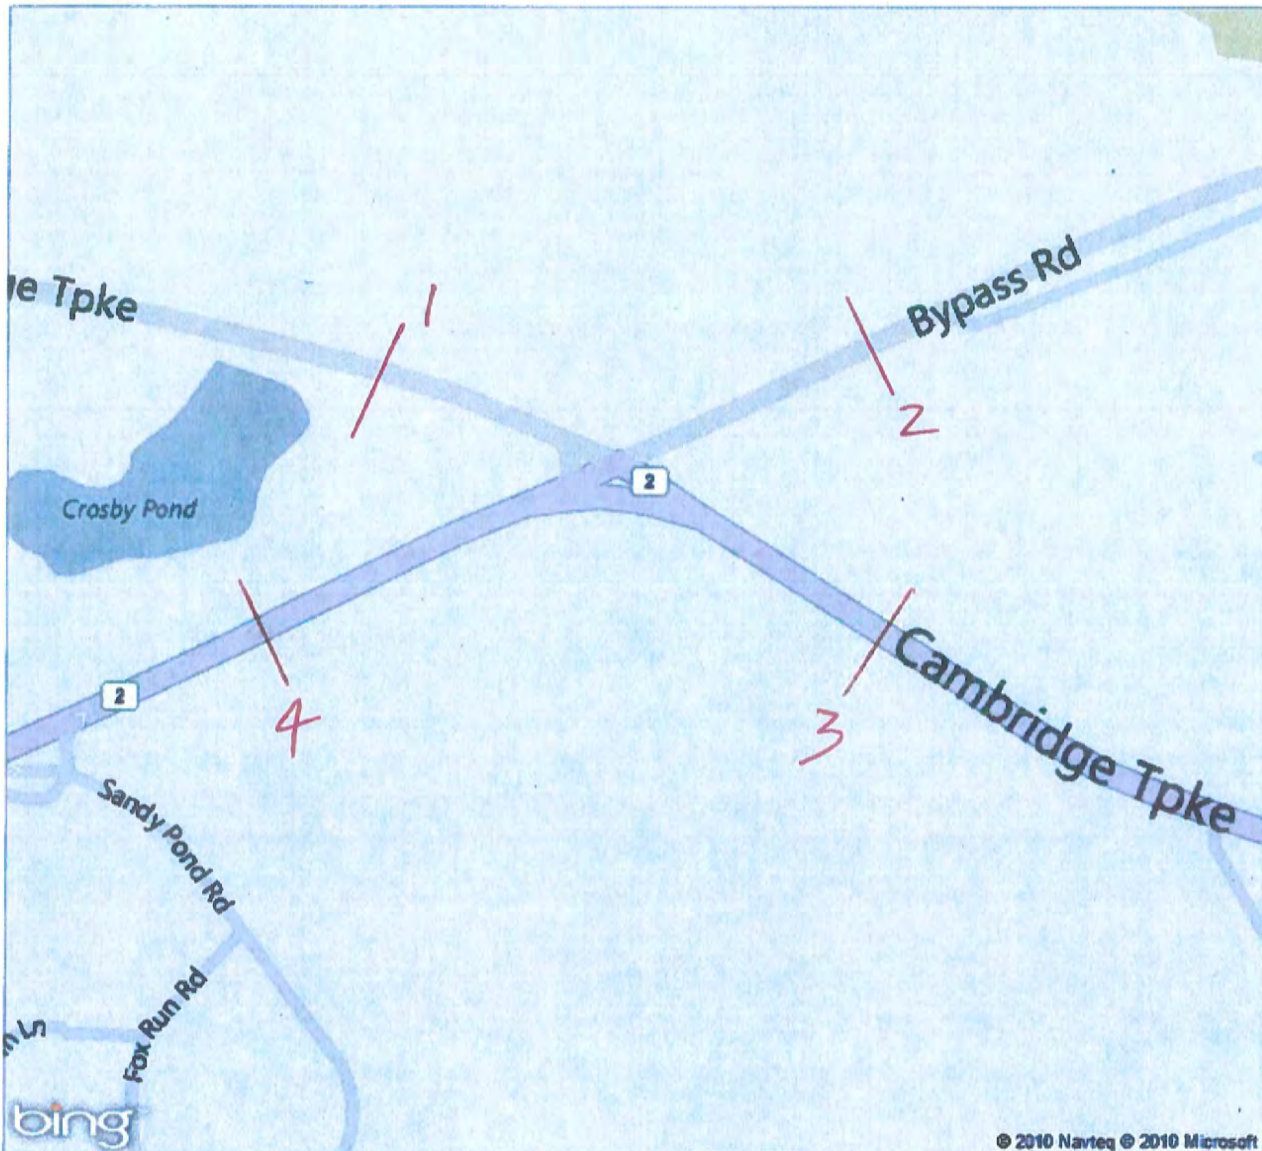 Bypass Rd
ge Tpke
1
2
2
Crosby Pond
Cambridge Tpke
3
4
2
Sandy Pond Rd
Fox Run Rd
Ln
bing
© 2010 Navteq © 2010 Microsoft